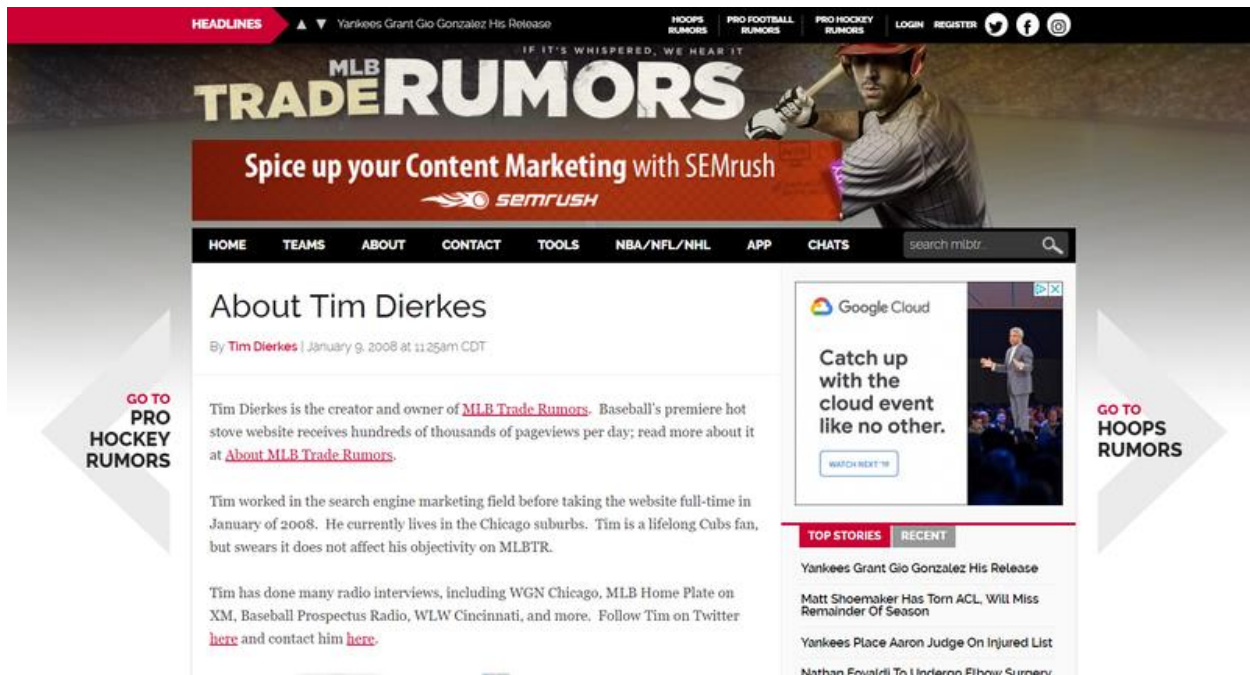 HEADLINES
Yankees Grant Gio Gonzalez His Release
HOOPS RUMORS
PRO FOOTBALL RUMORS
PRO HOCKEY RUMORS
LOGIN
REGISTER
IF IT'S WHISPERED, WE HEAR IT
MLB
TRADERUMORS
Spice up your Content Marketing with SEMrush
semrush
HOME TEAMS ABOUT CONTACT TOOLS NBA/NFL/NHL APP CHATS search mlbtr..
About Tim Dierkes
By Tim Dierkes | January 9, 2008 at 11:25am CDT
Tim Dierkes is the creator and owner of MLB Trade Rumors. Baseball's premiere hot
stove website receives hundreds of thousands of pageviews per day; read more about it
at About MLB Trade Rumors.
Tim worked in the search engine marketing field before taking the website full-time in
January of 2008. He currently lives in the Chicago suburbs. Tim is a lifelong Cubs fan,
but swears it does not affect his objectivity on MLBTR.
Tim has done many radio interviews, including WGN Chicago, MLB Home Plate on
XM, Baseball Prospectus Radio, WLW Cincinnati, and more. Follow Tim on Twitter
here and contact him here.
GO TO
PRO
HOCKEY
RUMORS
Google Cloud
Catch up
with the
cloud event
like no other.
WATCH NEXT '19
GO TO
HOOPS
RUMORS
TOP STORIES
RECENT
Yankees Grant Gio Gonzalez His Release
Matt Shoemaker Has Torn ACL, Will Miss
Remainder Of Season
Yankees Place Aaron Judge On Injured List
Nathan Eovaldi To Undergo Elbow Surgery